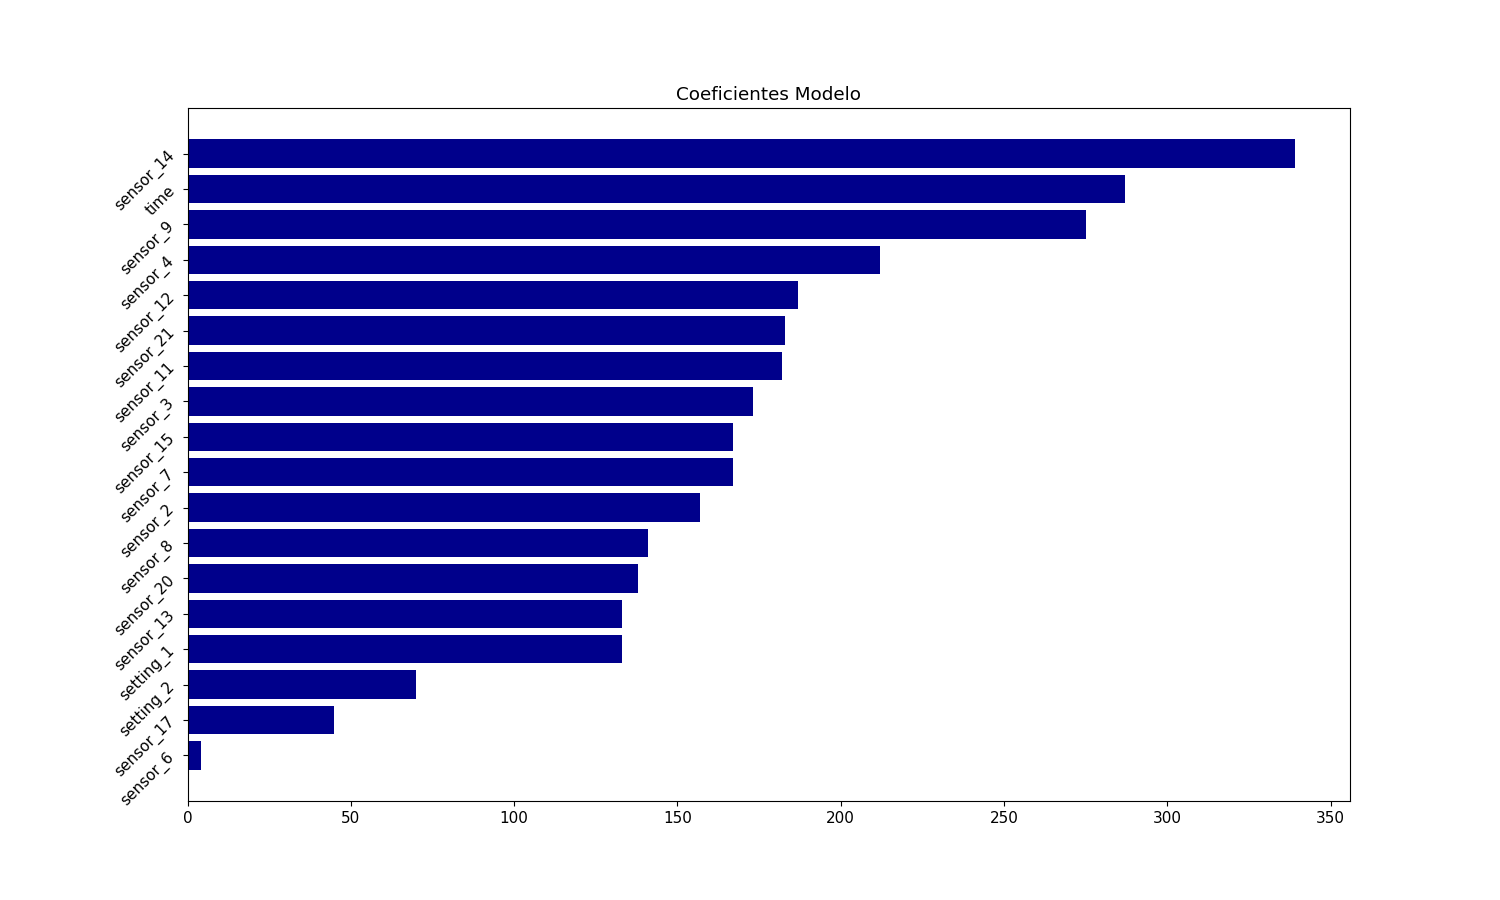 Coeficientes Modelo
sensor_14
time
sensor_9
sensor_4
sensor_12
sensor_21
sensor_11
sensor_3
sensor_15
sensor_7
sensor_2
sensor_8
sensor_20
sensor_13
setting_1
setting_2
sensor_17
sensor_6
0 50 100 150 200 250 300 350